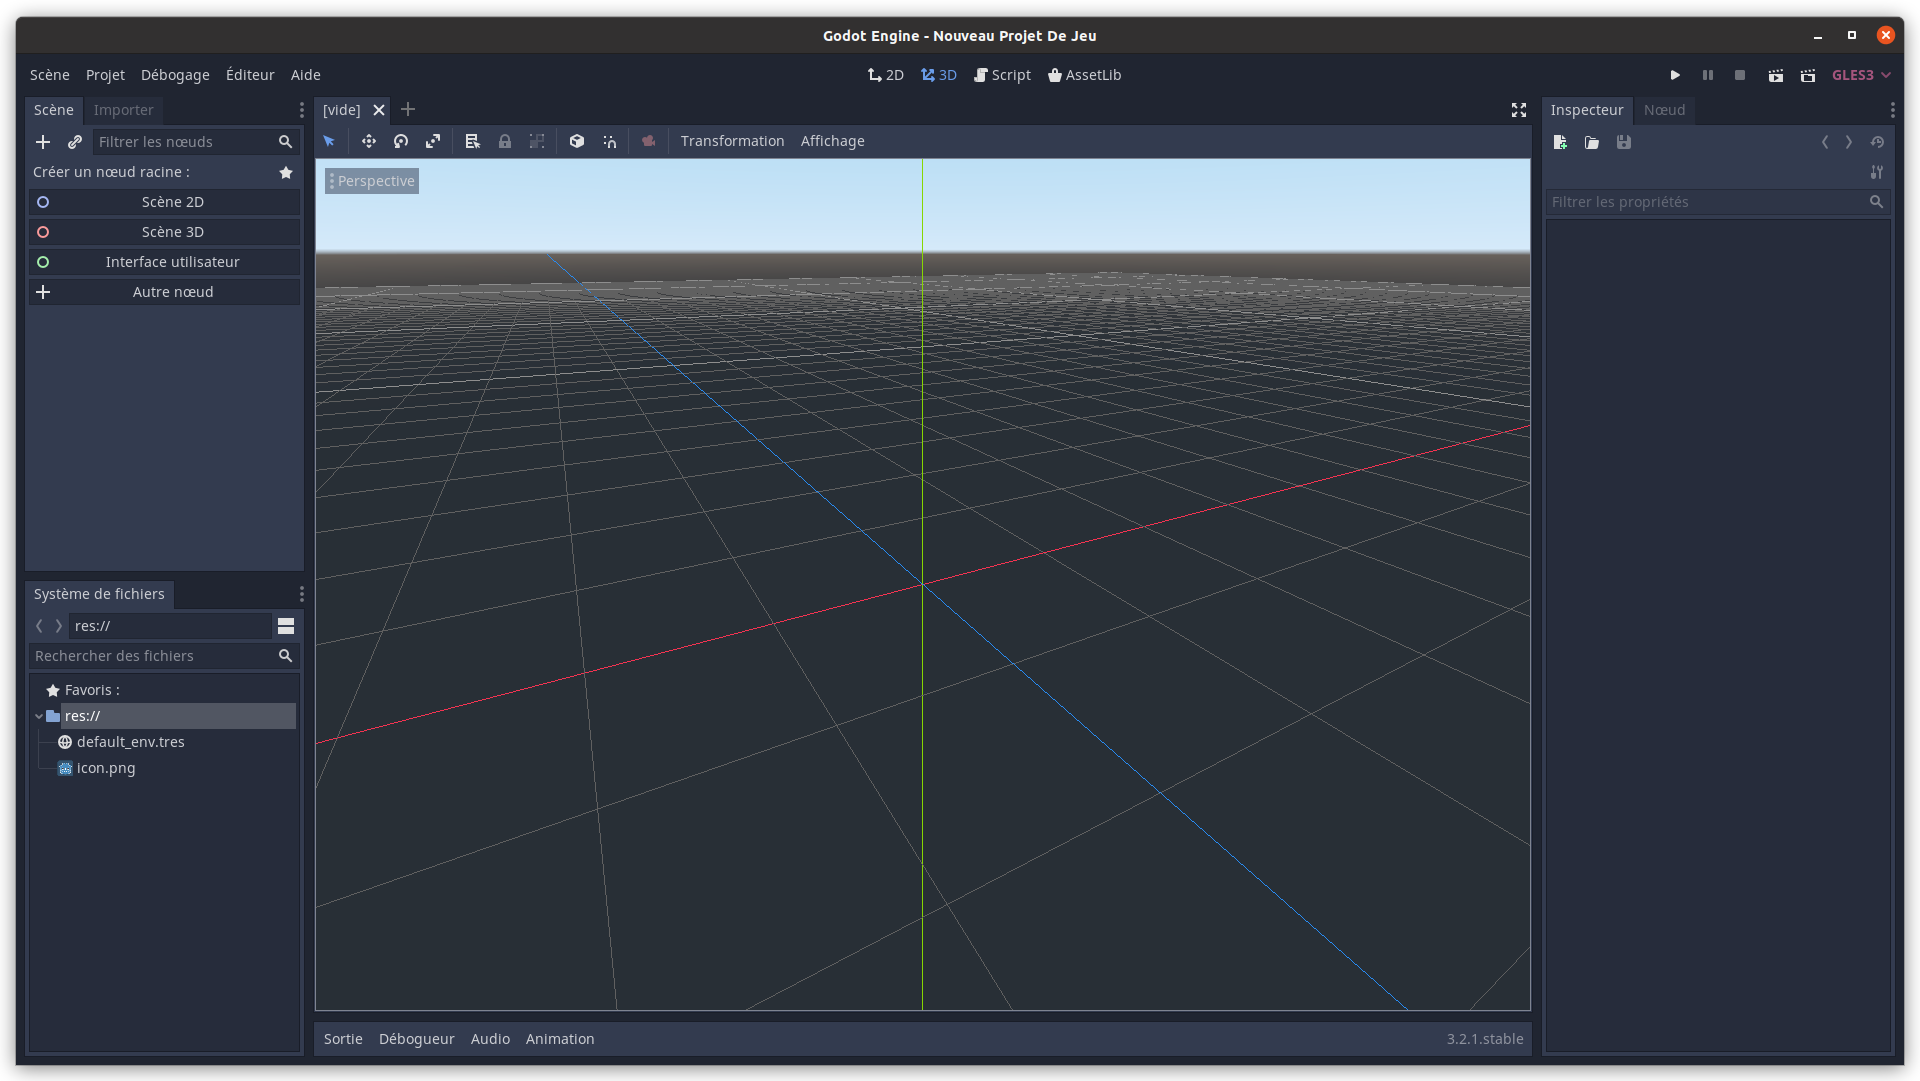 Godot Engine - Nouveau Projet De Jeu
Scène Projet Débogage Éditeur Aide
2D 3D Script AssetLib
GLES3
Scène Importer
Filtrer les nœuds
Créer un nœud racine :
Scène 2D
Scène 3D
Interface utilisateur
Autre nœud
Système de fichiers
res://
Rechercher des fichiers
Favoris :
res://
default_env.tres
icon.png
[vide]
Transformation Affichage
Perspective
Sortie Débogueur Audio Animation
3.2.1.stable
Inspecteur Nœud
Filtrer les propriétés